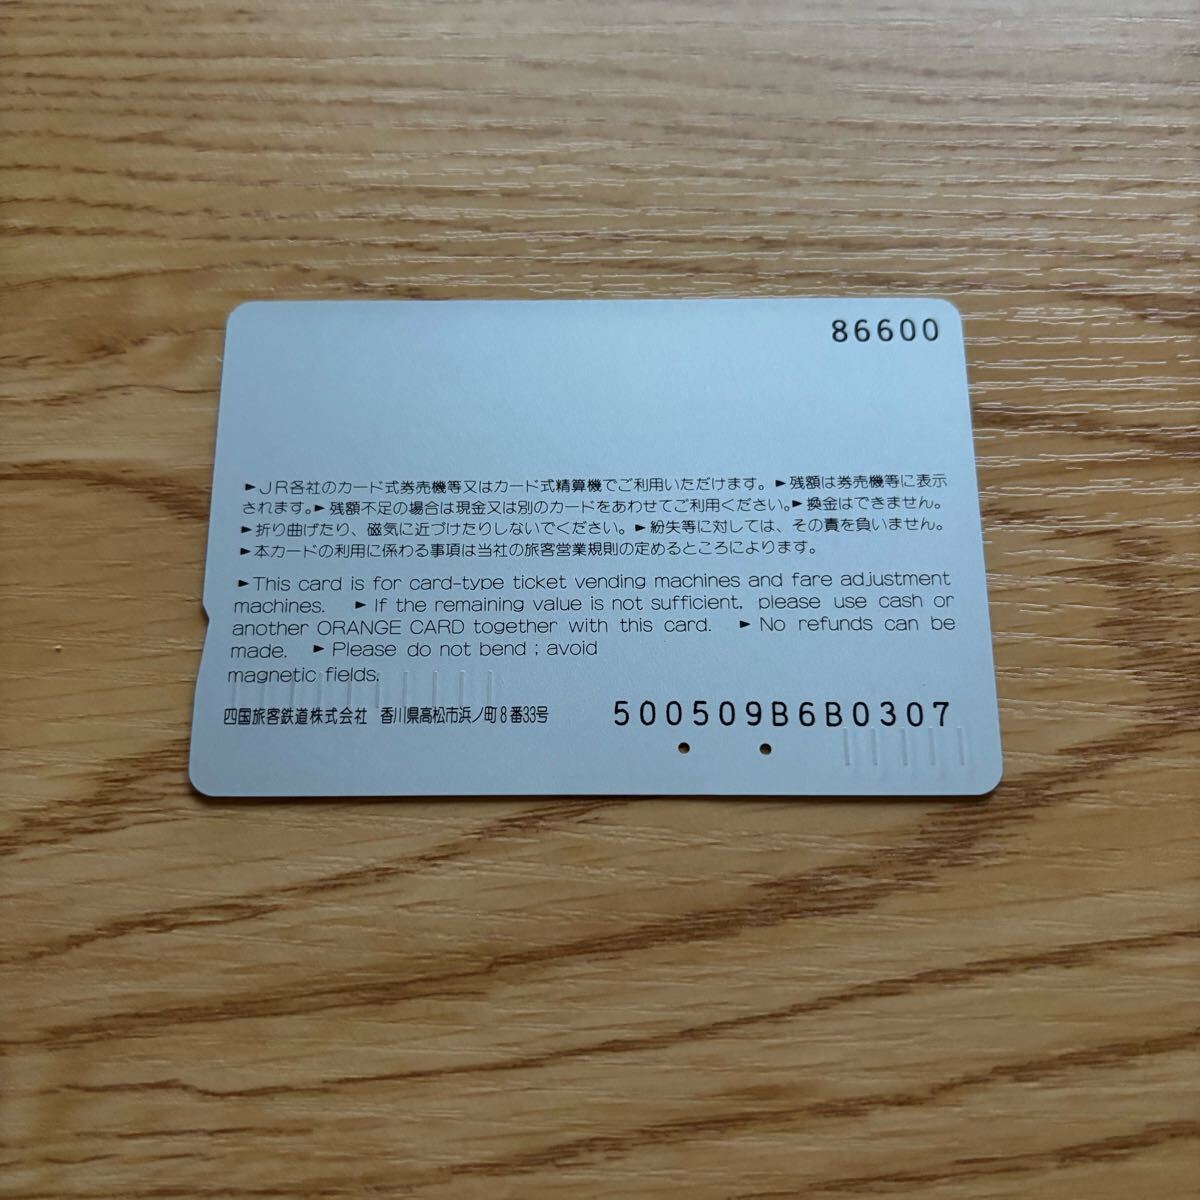 86600
►JR各社のカード式券売機等又はカード式精算機でご利用いただけます。►残額は券売機等に表示
されます。►残額不足の場合は現金又は別のカードをあわせてご利用ください。►換金はできません。
►折り曲げたり、磁気に近づけたりしないでください。►紛失等に対しては、その責を負いません。
►本カードの利用に係わる事項は当社の旅客営業規則の定めるところによります。
►This card is for card-type ticket vending machines and fare adjustment
machines. ►If the remaining value is not sufficient, please use cash or
another ORANGE CARD together with this card. ►No refunds can be
made. ►Please do not bend ; avoid
magnetic fields.
四国旅客鉄道株式会社 香川県高松市浜ノ町8番33号
500509B6B0307